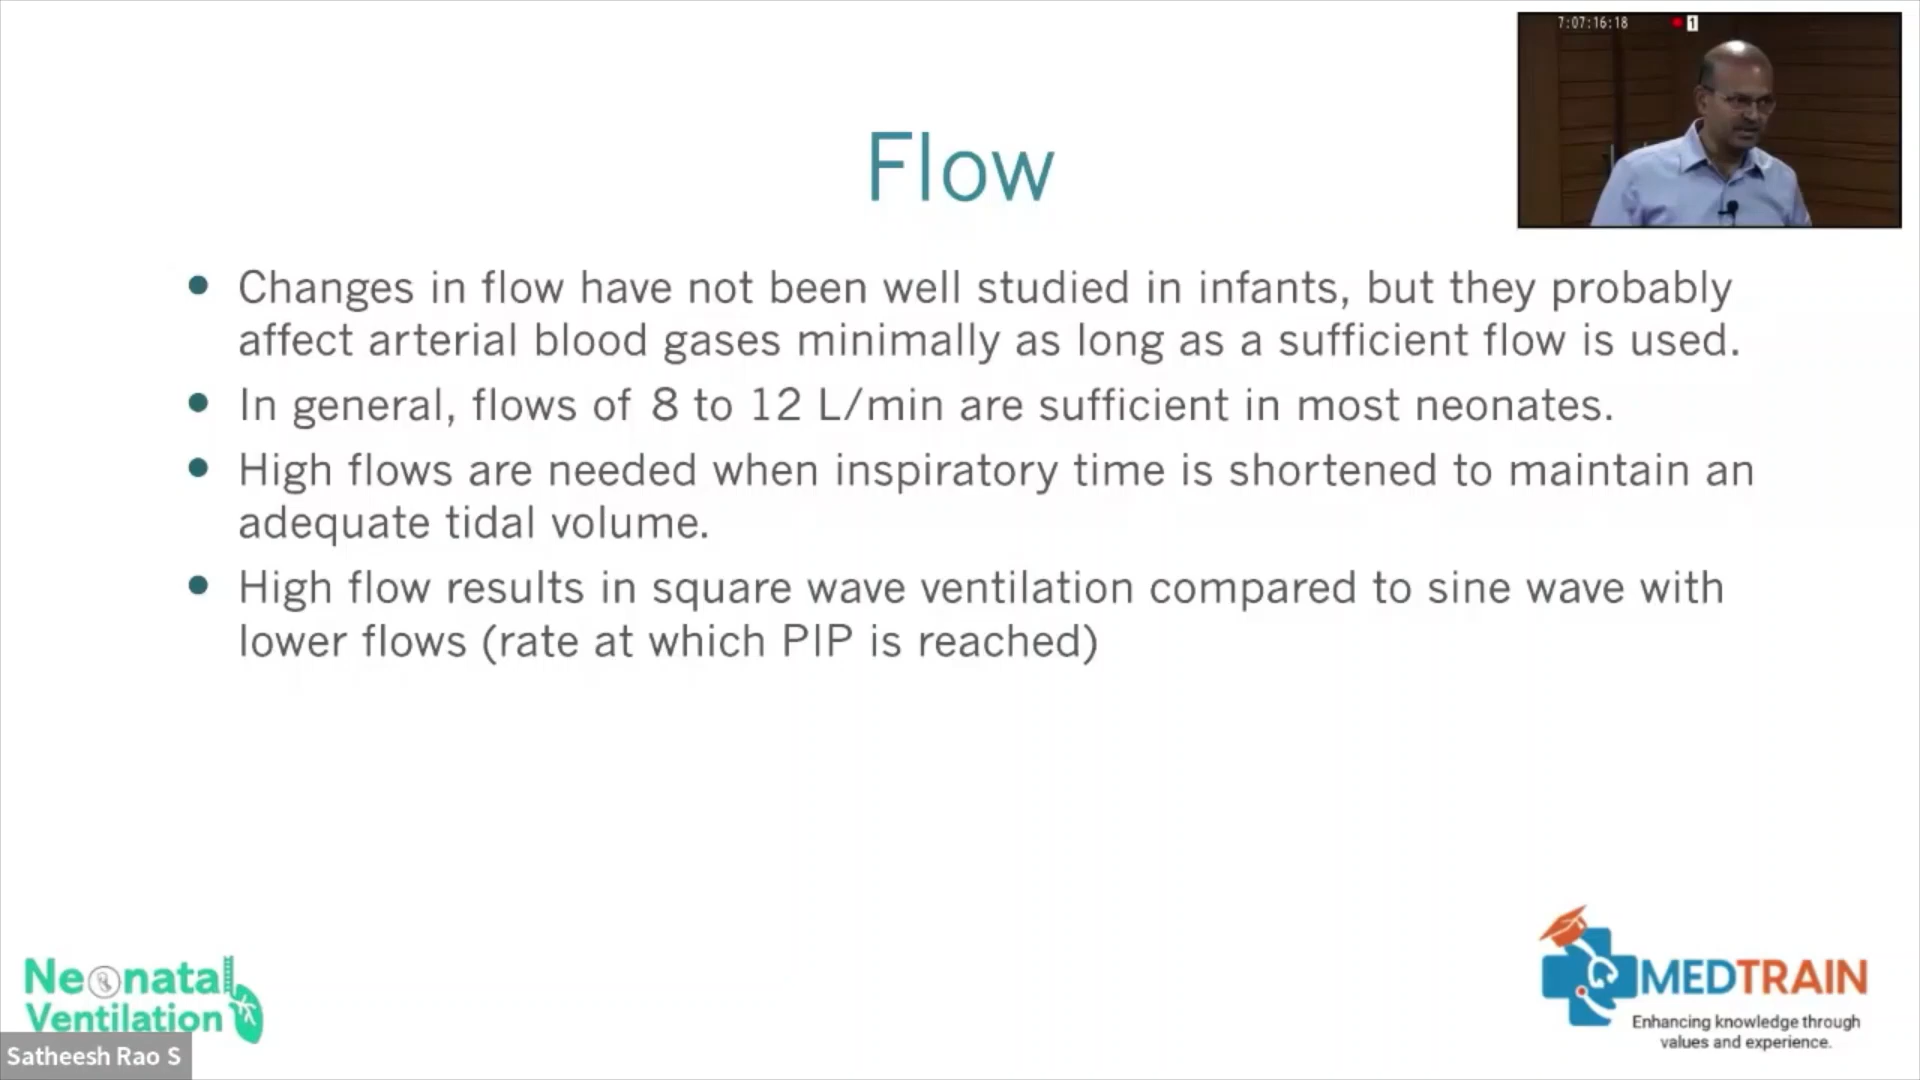 7:07:16:18 1
Flow
Changes in flow have not been well studied in infants, but they probably
affect arterial blood gases minimally as long as a sufficient flow is used.
In general, flows of 8 to 12 L/min are sufficient in most neonates.
High flows are needed when inspiratory time is shortened to maintain an
adequate tidal volume.
High flow results in square wave ventilation compared to sine wave with
lower flows (rate at which PIP is reached)
Neonatal
Ventilation
Satheesh Rao S
MEDTRAIN
Enhancing knowledge through
values and experience.